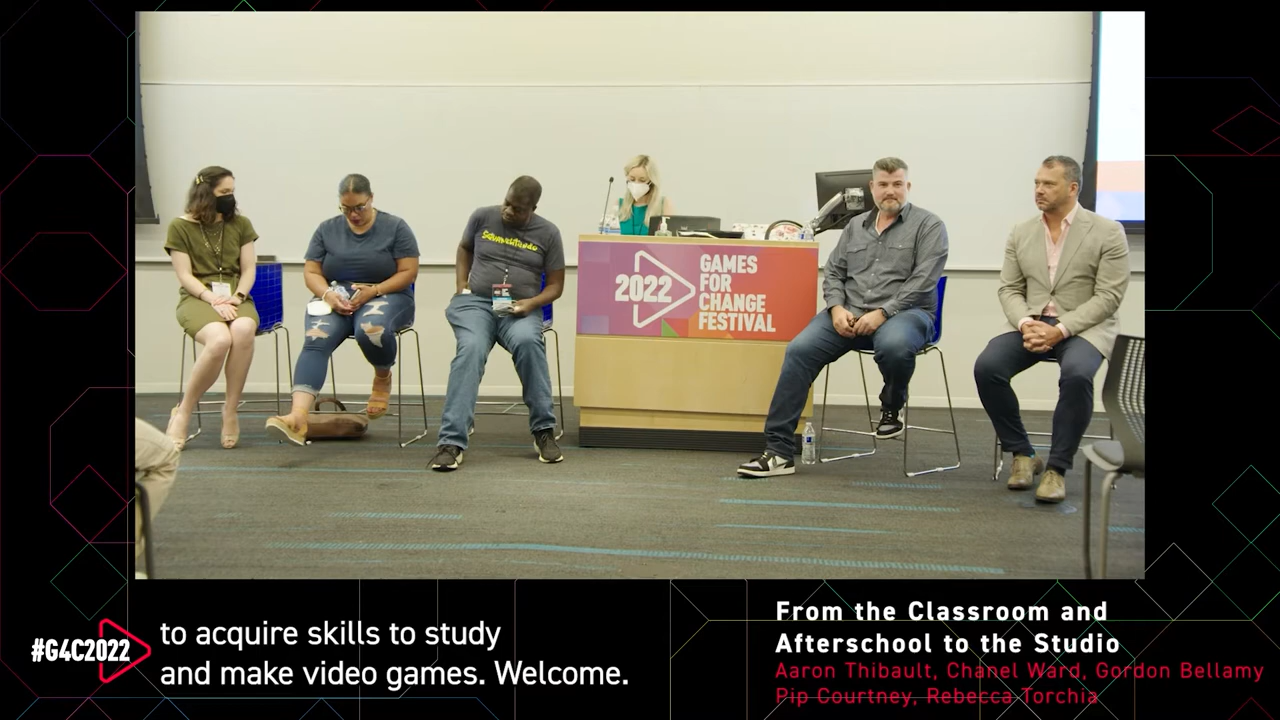 2022
GAMES
FOR
CHANGE
FESTIVAL
#G4C2022
to acquire skills to study
and make video games. Welcome.
From the Classroom and
Afterschool to the Studio
Aaron Thibault, Chanel Ward, Gordon Bellamy
Pip Courtney, Rebecca Torchia